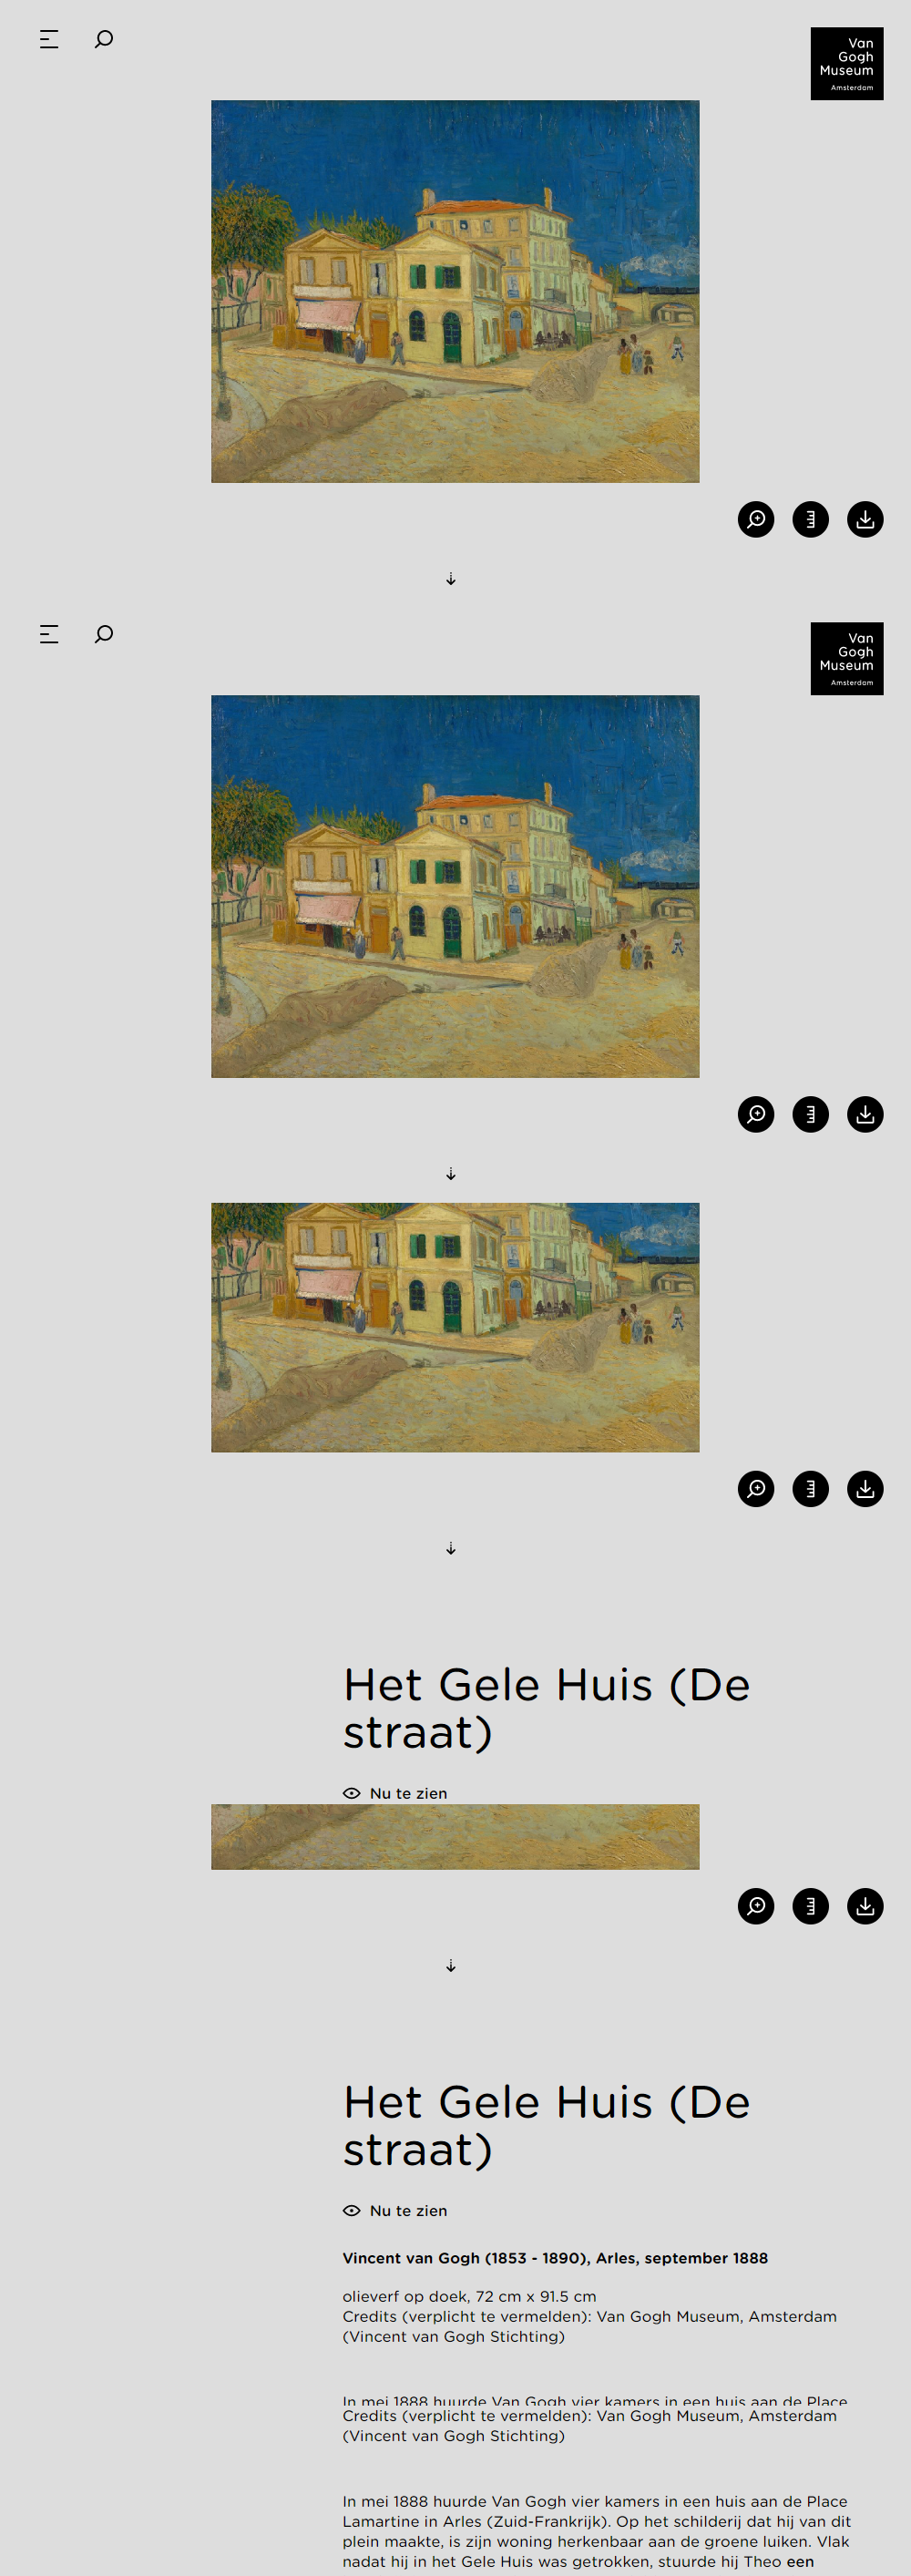 Van
Gogh
Museum
Amsterdam
Van
Gogh
Museum
Amsterdam
Het Gele Huis (De
straat)
Nu te zien
Het Gele Huis (De
straat)
Nu te zien
Vincent van Gogh (1853 - 1890), Arles, september 1888
olieverf op doek, 72 cm x 91.5 cm
Credits (verplicht te vermelden): Van Gogh Museum, Amsterdam
(Vincent van Gogh Stichting)
In mei 1888 huurde Van Gogh vier kamers in een huis aan de Place
Credits (verplicht te vermelden): Van Gogh Museum, Amsterdam
(Vincent van Gogh Stichting)
In mei 1888 huurde Van Gogh vier kamers in een huis aan de Place
Lamartine in Arles (Zuid-Frankrijk). Op het schilderij dat hij van dit
plein maakte, is zijn woning herkenbaar aan de groene luiken. Vlak
nadat hij in het Gele Huis was getrokken, stuurde hij Theo een